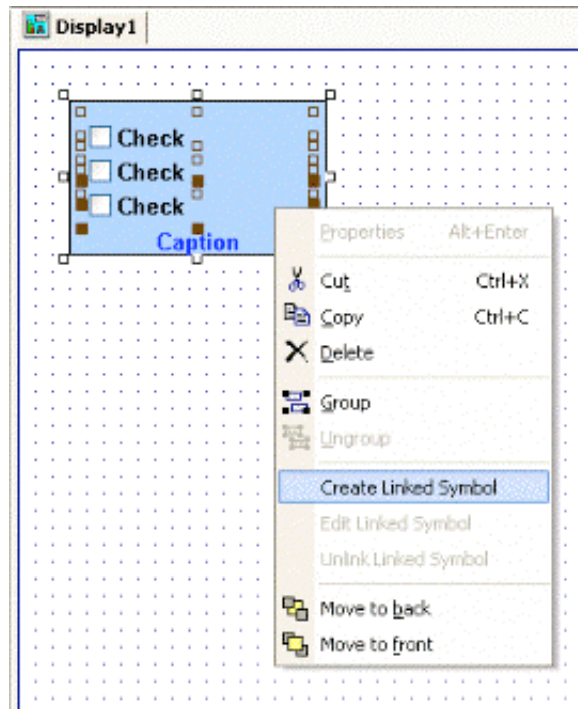 Display1
Check
Check
Check
Caption
Properties Alt+Enter
Cut Ctrl+X
Copy Ctrl+C
Delete
Group
Ungroup
Create Linked Symbol
Edit Linked Symbol
Unlink Linked Symbol
Move to back
Move to front